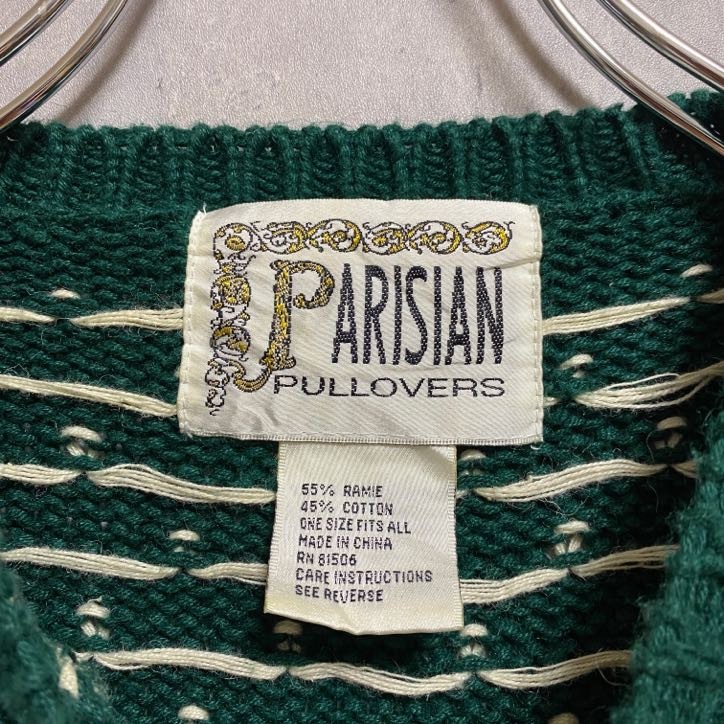 PARISIAN
PULLOVERS
55% RAMIE
45% COTTON
ONE SIZE FITS ALL
MADE IN CHINA
RN 81506
CARE INSTRUCTIONS
SEE REVERSE